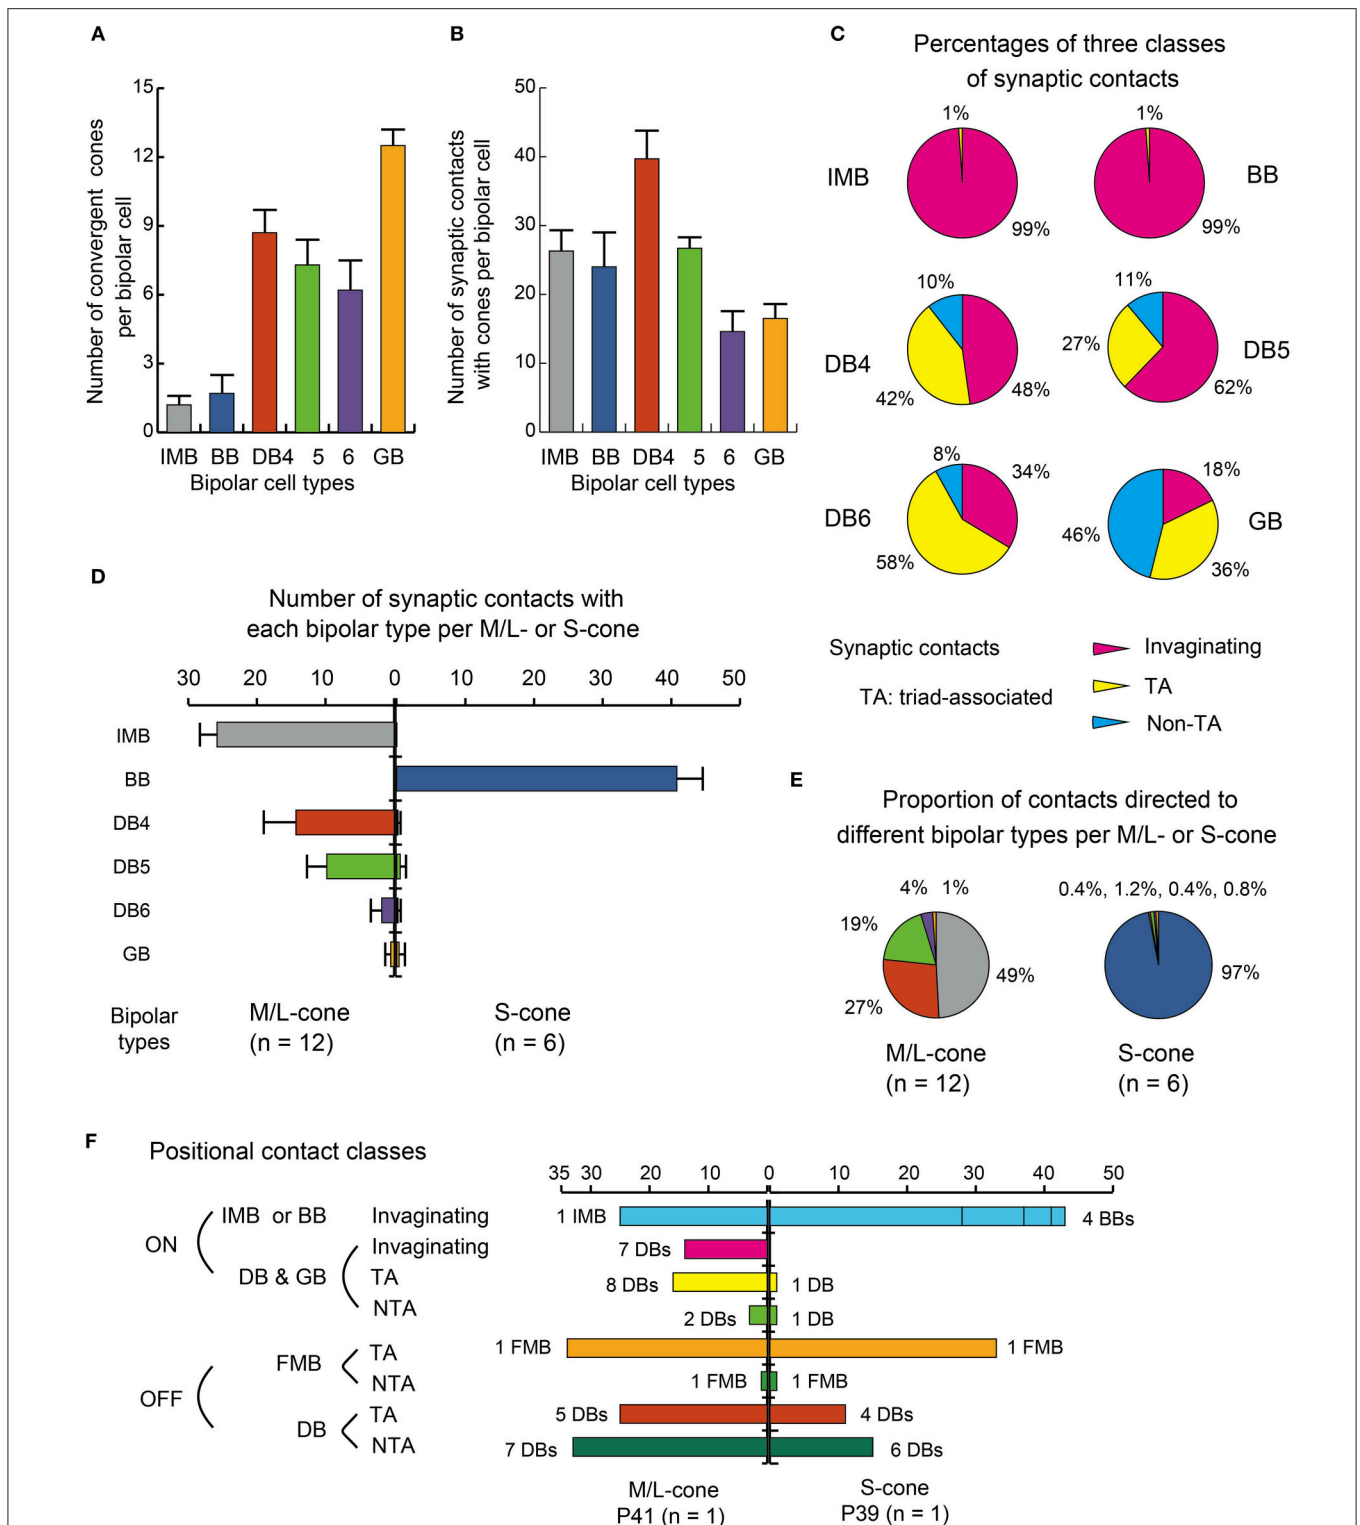 A
Number of convergent cones
per bipolar cell
15
12
9
6
3
0
IMB BB DB4 5 6 GB
Bipolar cell types
B
Number of synaptic contacts
with cones per bipolar cell
50
40
30
20
10
0
IMB BB DB4 5 6 GB
Bipolar cell types
C
Percentages of three classes
of synaptic contacts
1% 1%
IMB BB
99% 99%
10% 11%
DB4 27% DB5
42% 48% 62%
8% 34% 18%
DB6 46% GB
58% 36%
Synaptic contacts
TA: triad-associated
Invaginating
TA
Non-TA
D
Number of synaptic contacts with
each bipolar type per M/L- or S-cone
30 20 10 0 10 20 30 40 50
IMB
BB
DB4
DB5
DB6
GB
Bipolar
types
M/L-cone
(n = 12)
S-cone
(n = 6)
E
Proportion of contacts directed to
different bipolar types per M/L- or S-cone
4% 1% 0.4%, 1.2%, 0.4%, 0.8%
19%
49% 97%
27%
M/L-cone
(n = 12)
S-cone
(n = 6)
F
Positional contact classes
35 30 20 10 0 10 20 30 40 50
ON IMB or BB Invaginating 1 IMB 4 BBs
DB & GB Invaginating 7 DBs
TA 8 DBs 1 DB
NTA 2 DBs 1 DB
OFF FMB TA 1 FMB 1 FMB
NTA 1 FMB 1 FMB
DB TA 5 DBs 4 DBs
NTA 7 DBs 6 DBs
M/L-cone
P41 (n = 1)
S-cone
P39 (n = 1)